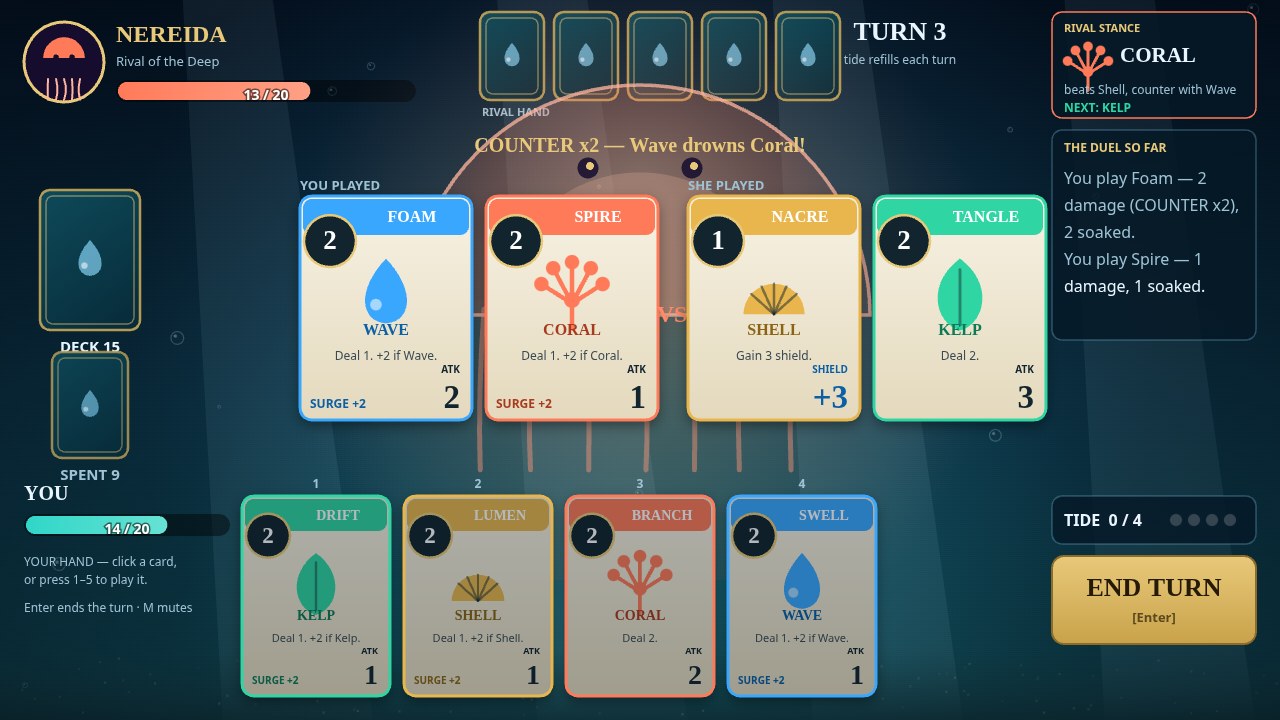 NEREIDA
Rival of the Deep
13 / 20
RIVAL HAND
TURN 3
tide refills each turn
RIVAL STANCE
CORAL
beats Shell, counter with Wave
NEXT: KELP
COUNTER x2 — Wave drowns Coral!
YOU PLAYED
SHE PLAYED
2
FOAM
WAVE
Deal 1. +2 if Wave.
ATK
SURGE +2
2
2
SPIRE
CORAL
Deal 1. +2 if Coral.
ATK
SURGE +2
1
VS
1
NACRE
SHELL
Gain 3 shield.
SHIELD
+3
2
TANGLE
KELP
Deal 2.
ATK
3
THE DUEL SO FAR
You play Foam — 2
damage (COUNTER x2),
2 soaked.
You play Spire — 1
damage, 1 soaked.
DECK 15
SPENT 9
YOU
14 / 20
YOUR HAND — click a card,
or press 1–5 to play it.
Enter ends the turn · M mutes
1
2
DRIFT
KELP
Deal 1. +2 if Kelp.
ATK
SURGE +2
1
2
2
LUMEN
SHELL
Deal 1. +2 if Shell.
ATK
SURGE +2
1
3
2
BRANCH
CORAL
Deal 2.
ATK
2
4
2
SWELL
WAVE
Deal 1. +2 if Wave.
ATK
SURGE +2
1
TIDE 0 / 4
END TURN
[Enter]